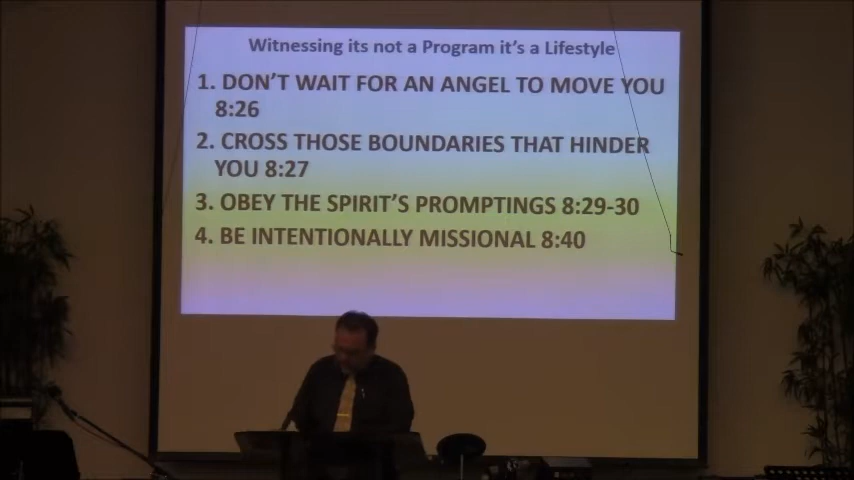 Witnessing its not a Program it's a Lifestyle
1. DON'T WAIT FOR AN ANGEL TO MOVE YOU
8:26
2. CROSS THOSE BOUNDARIES THAT HINDER
YOU 8:27
3. OBEY THE SPIRIT'S PROMPTINGS 8:29-30
4. BE INTENTIONALLY MISSIONAL 8:40